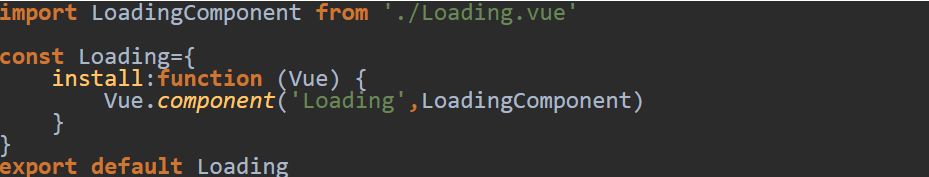 import LoadingComponent from './Loading.vue'
const Loading={
    install:function (Vue) {
        Vue.component('Loading',LoadingComponent)
    }
}
export default Loading